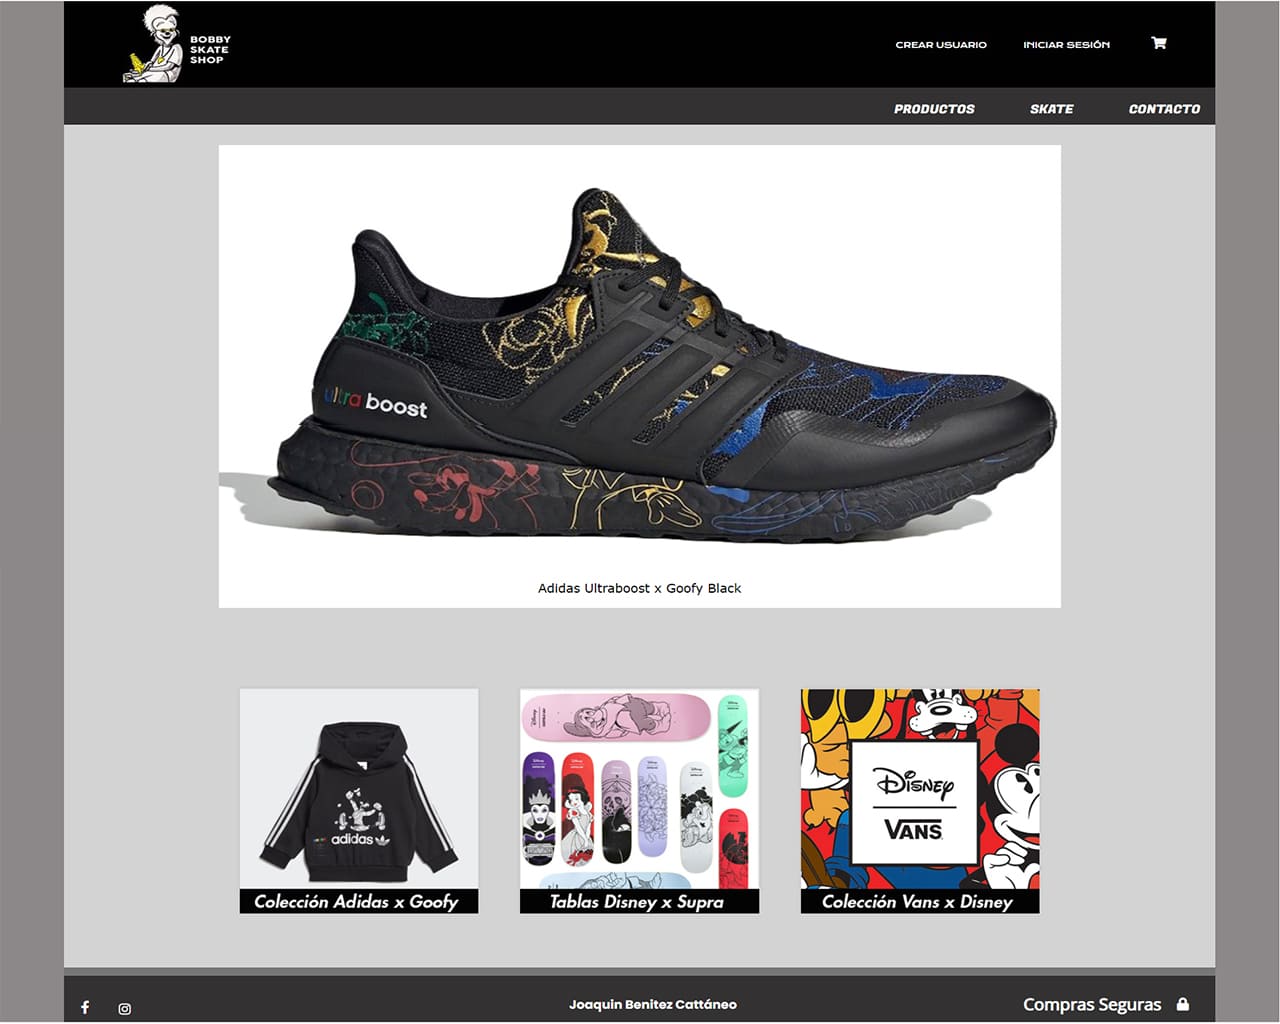 BOBBY
SKATE
SHOP
CREAR USUARIO
INICIAR SESIÓN
PRODUCTOS
SKATE
CONTACTO
ultra boost
Adidas Ultraboost x Goofy Black
adidas
Disney
VANS
Colección Adidas x Goofy
Tablas Disney x Supra
Colección Vans x Disney
Joaquin Benitez Cattáneo
Compras Seguras